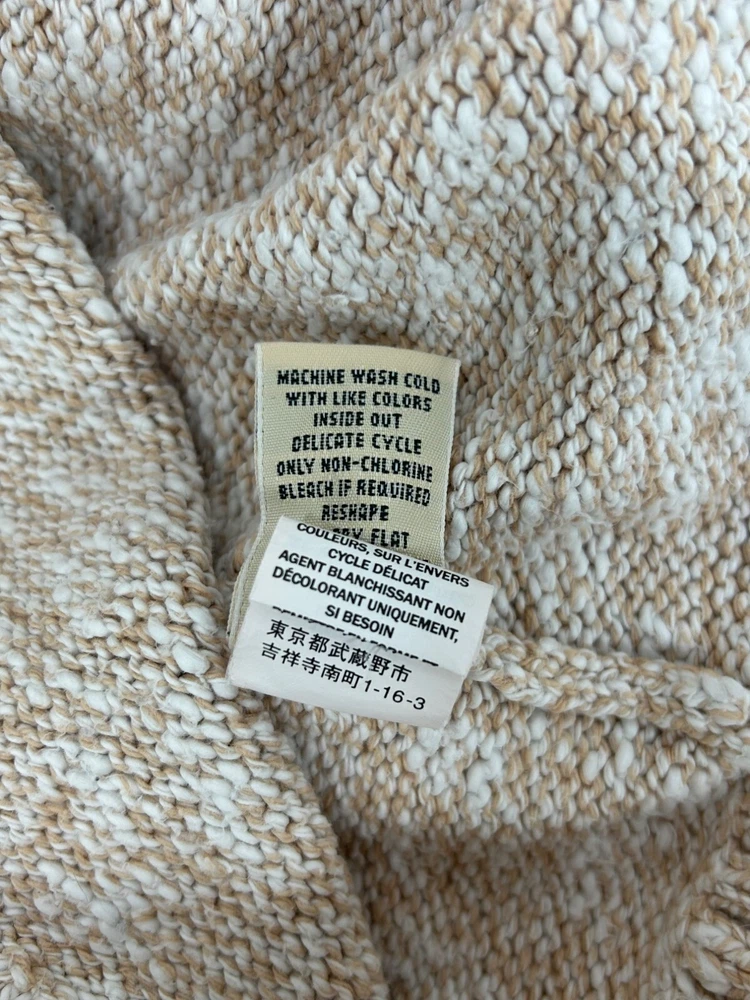 MACHINE WASH COLD
WITH LIKE COLORS
INSIDE OUT
DELICATE CYCLE
ONLY NON-CHLORINE
BLEACH IF REQUIRED
RESHAPE
DRY FLAT
COULEURS, SUR L'ENVERS
CYCLE DÉLICAT
AGENT BLANCHISSANT NON
DÉCOLORANT UNIQUEMENT,
SI BESOIN
東京都武蔵野市
吉祥寺南町1-16-3